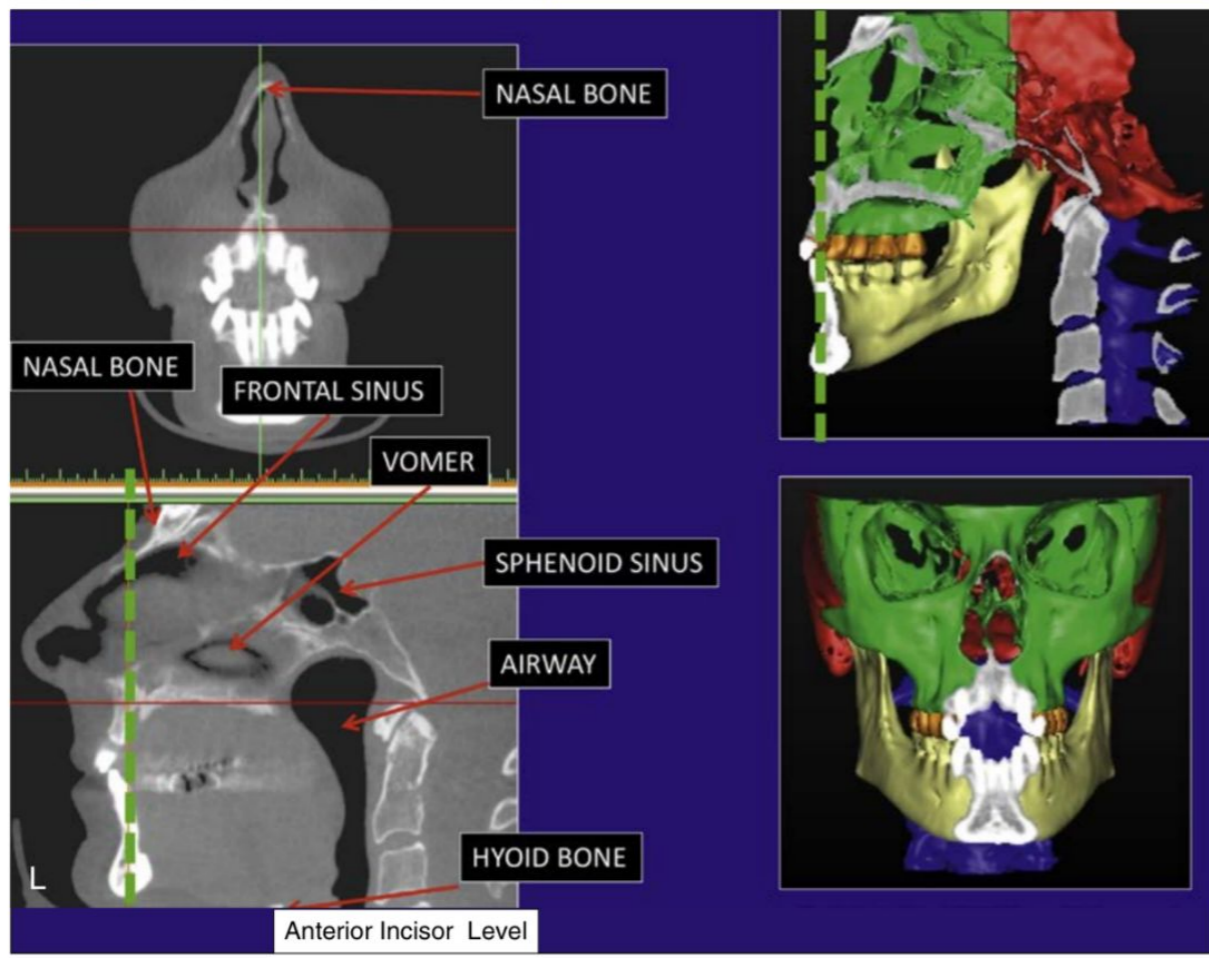 NASAL BONE
NASAL BONE
FRONTAL SINUS
VOMER
SPHENOID SINUS
AIRWAY
HYOID BONE
L
Anterior Incisor Level